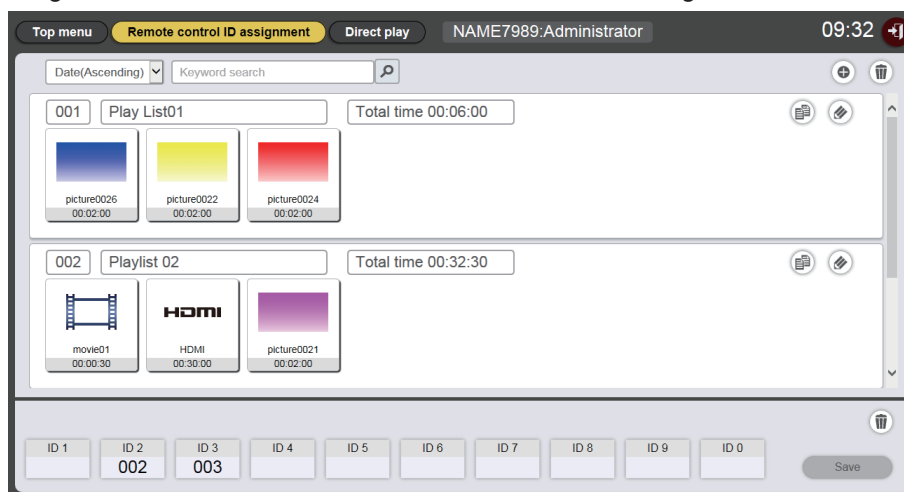 Top menu Remote control ID assignment Direct play NAME7989:Administrator 09:32
Date(Ascending) Keyword search
001 Play List01 Total time 00:06:00
picture0026 picture0022 picture0024
00:02:00 00:02:00 00:02:00
002 Playlist 02 Total time 00:32:30
HDMI
movie01 HDMI picture0021
00:00:30 00:30:00 00:02:00
ID 1 ID 2 ID 3 ID 4 ID 5 ID 6 ID 7 ID 8 ID 9 ID 0
002 003
Save